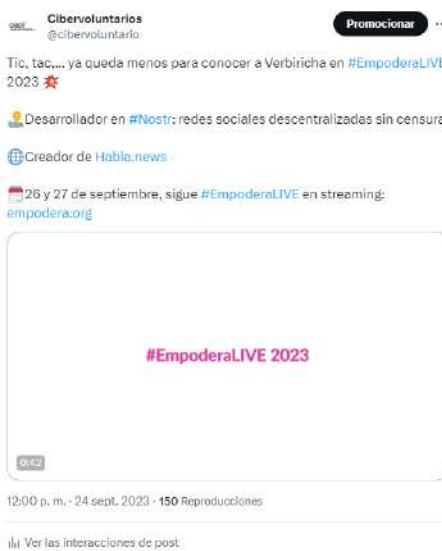 Cibervoluntarios
@cibervoluntario
Promocionar
Tic, tac,... ya queda menos para conocer a Verbiricha en #EmpoderaLIVE
2023
Desarrollador en #Nostr: redes sociales descentralizadas sin censura
Creador de Habla.news
26 y 27 de septiembre, sigue #EmpoderaLIVE en streaming:
empodera.org
#EmpoderaLIVE 2023
0:42
12:00 p. m. · 24 sept. 2023 · 150 Reproducciones
Ver las interacciones de post